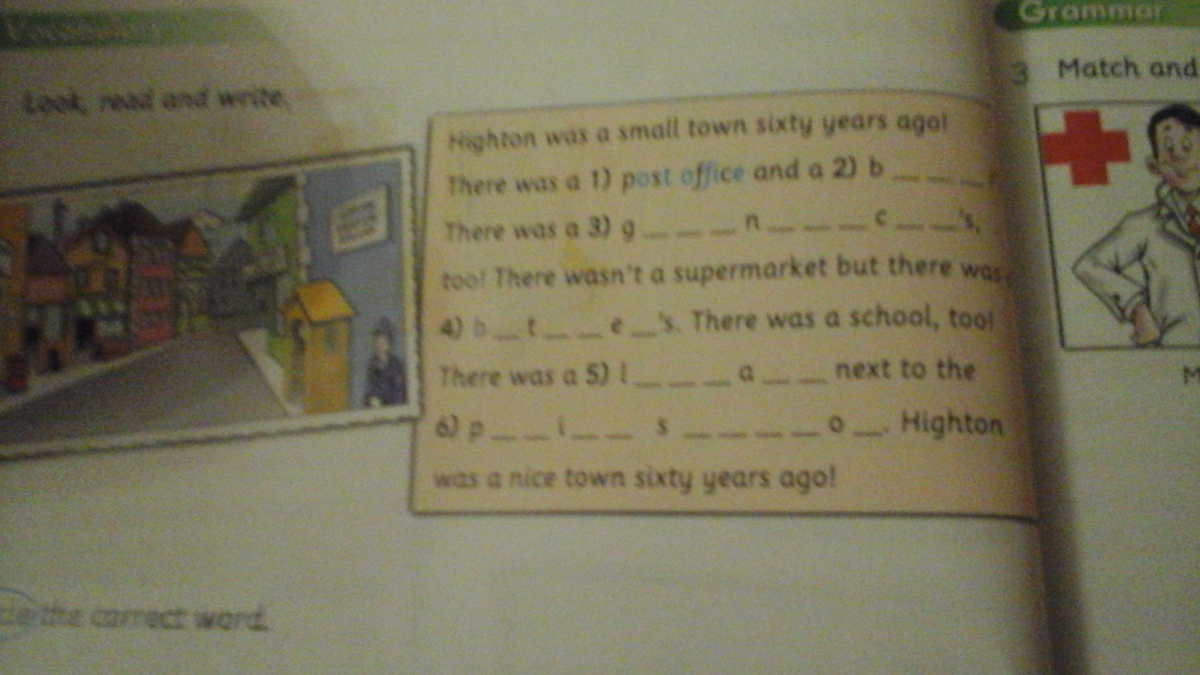 Vocabulary
Look, read and write.
Highton was a small town sixty years ago!
There was a 1) post office and a 2) b _ _ _ .
There was a 3) g _ _ _ n _ _ _ c _ _'s,
too! There wasn't a supermarket but there was
4) b _ t _ _ e _'s. There was a school, too!
There was a 5) l _ _ _ a _ _ next to the
6) p _ _ i _ _ s _ _ _ _ o _. Highton
was a nice town sixty years ago!
the correct word.
Grammar
3 Match and
M